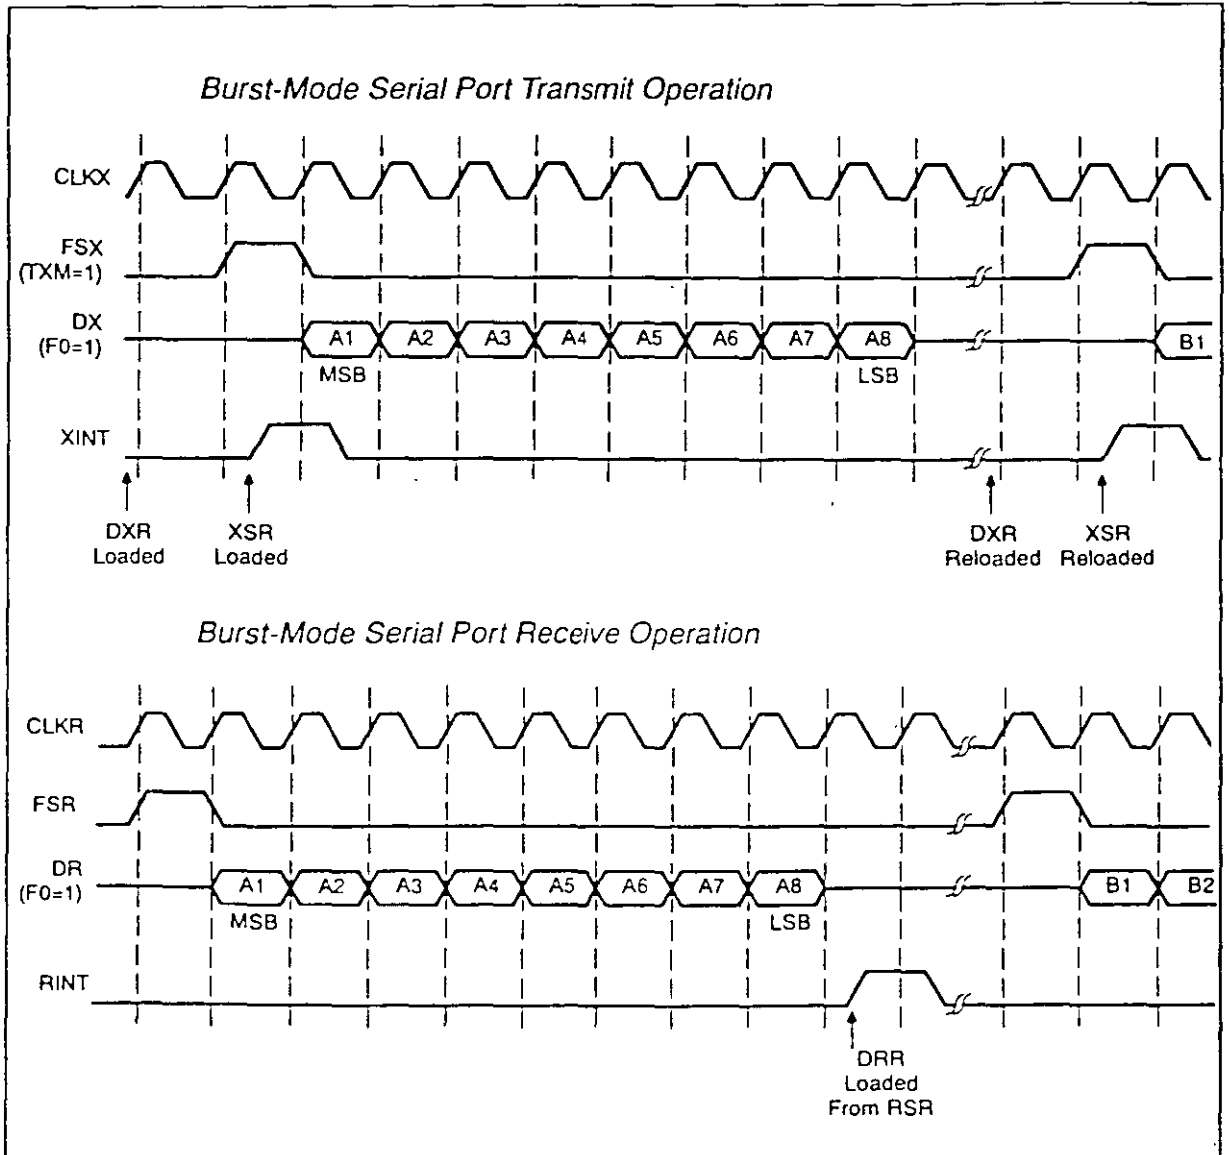 Burst-Mode Serial Port Transmit Operation
CLKX
FSX
(TXM=1)
DX
(F0=1)
A1 A2 A3 A4 A5 A6 A7 A8 B1
MSB LSB
XINT
DXR
Loaded
XSR
Loaded
DXR
Reloaded
XSR
Reloaded
Burst-Mode Serial Port Receive Operation
CLKR
FSR
DR
(F0=1)
A1 A2 A3 A4 A5 A6 A7 A8 B1 B2
MSB LSB
RINT
DRR
Loaded
From RSR